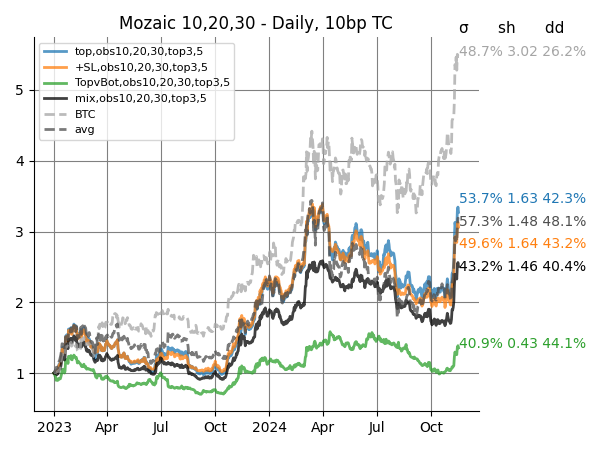 Mozaic 10,20,30 - Daily, 10bp TC
σ sh dd
top,obs10,20,30,top3,5
+SL,obs10,20,30,top3,5
TopvBot,obs10,20,30,top3,5
mix,obs10,20,30,top3,5
BTC
avg
48.7% 3.02 26.2%
53.7% 1.63 42.3%
57.3% 1.48 48.1%
49.6% 1.64 43.2%
43.2% 1.46 40.4%
40.9% 0.43 44.1%
5
4
3
2
1
2023 Apr Jul Oct 2024 Apr Jul Oct